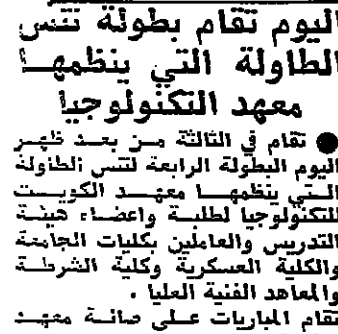 اليوم تقام بطولة تنس
الطاولة التي ينظمها
معهد التكنولوجيا
● تقام في الثالثة من بعد ظهر
اليوم البطولة الرابعة لتنس الطاولة
التي ينظمها معهد الكويت
للتكنولوجيا لطلبة واعضاء هيئة
التدريس والعاملين بكليات الجامعة
والكلية العسكرية وكلية الشرطة
والمعاهد الفنية العليا .
تقام المباريات على صالة معهد